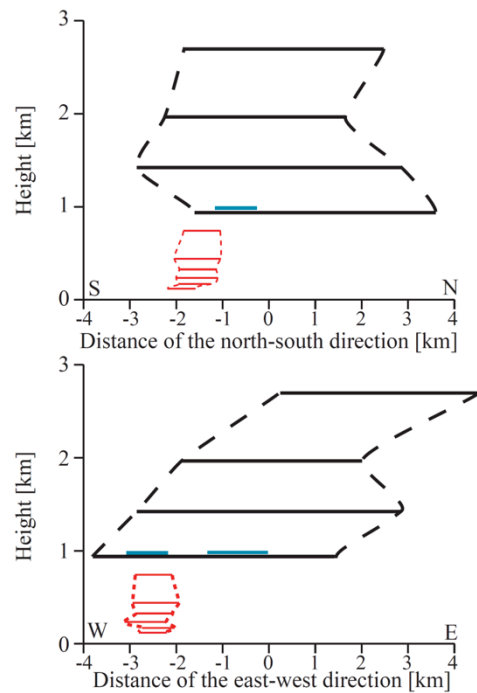 3
Height [km]
2
1
0
S
N
-4 -3 -2 -1 0 1 2 3 4
Distance of the north-south direction [km]
3
Height [km]
2
1
0
W
E
-4 -3 -2 -1 0 1 2 3 4
Distance of the east-west direction [km]